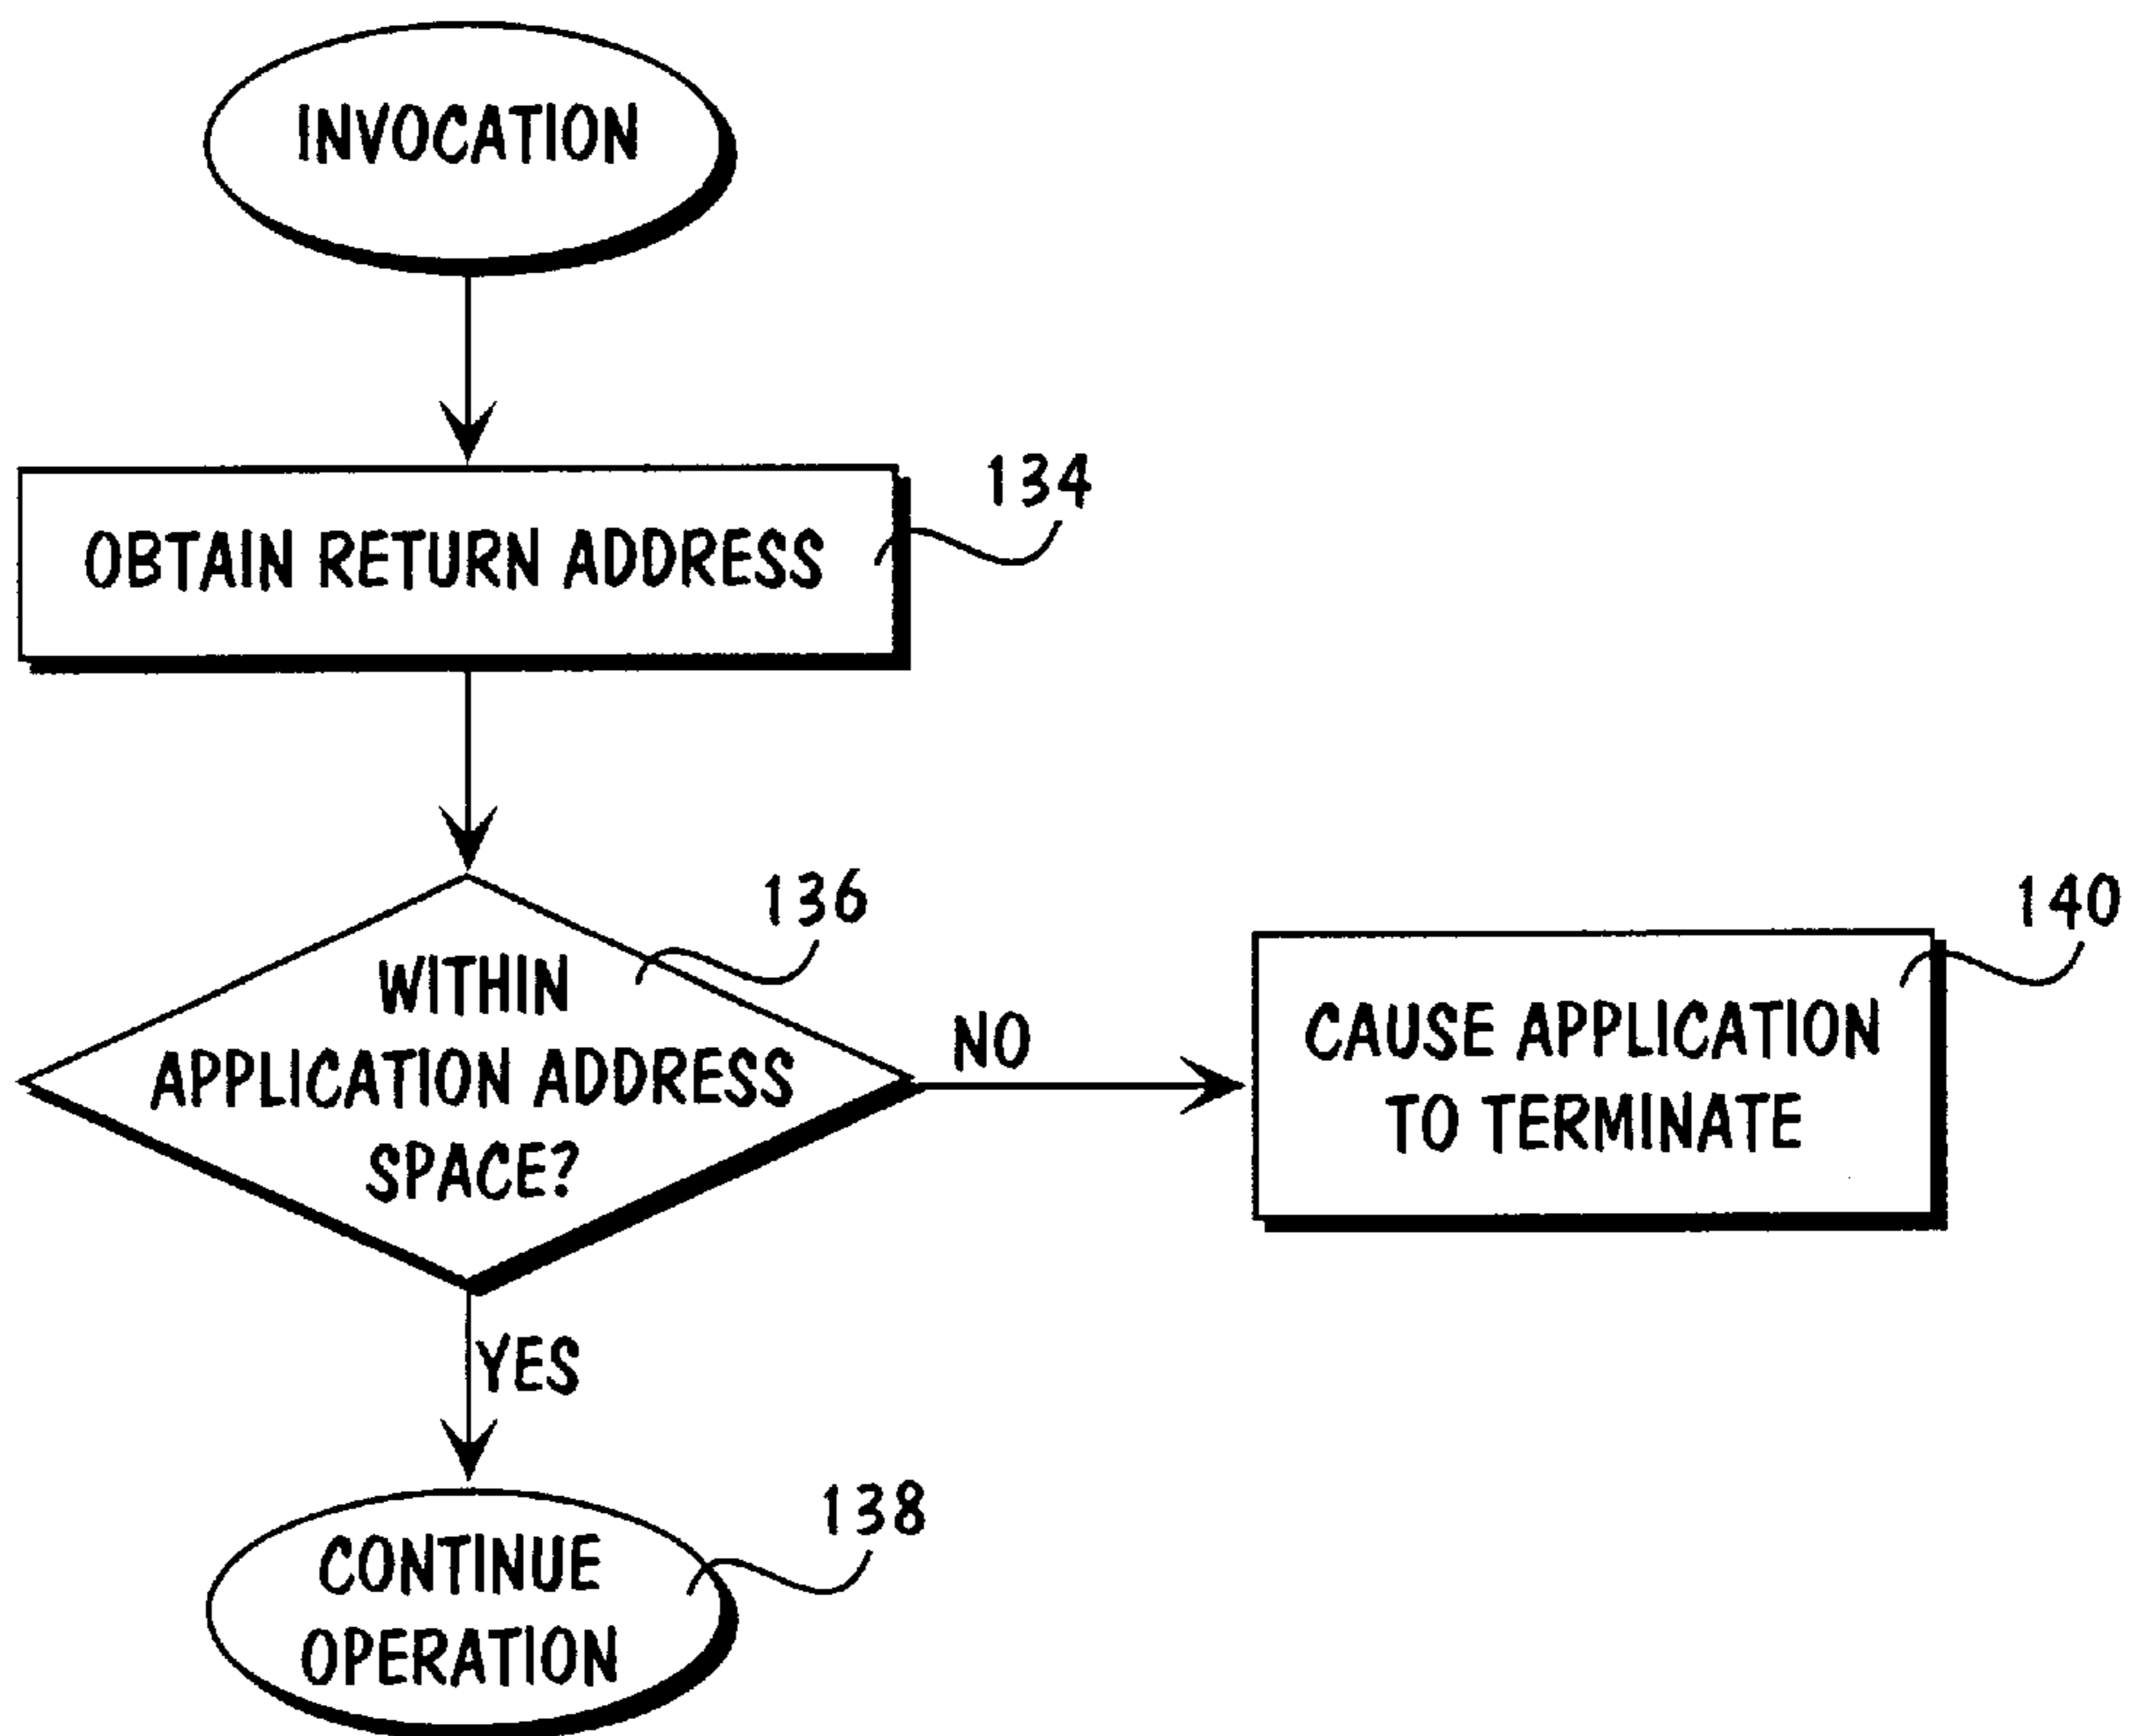 INVOCATION
134
OBTAIN RETURN ADDRESS
136
WITHIN
APPLICATION ADDRESS
SPACE?
NO
140
CAUSE APPLICATION
TO TERMINATE
YES
138
CONTINUE
OPERATION